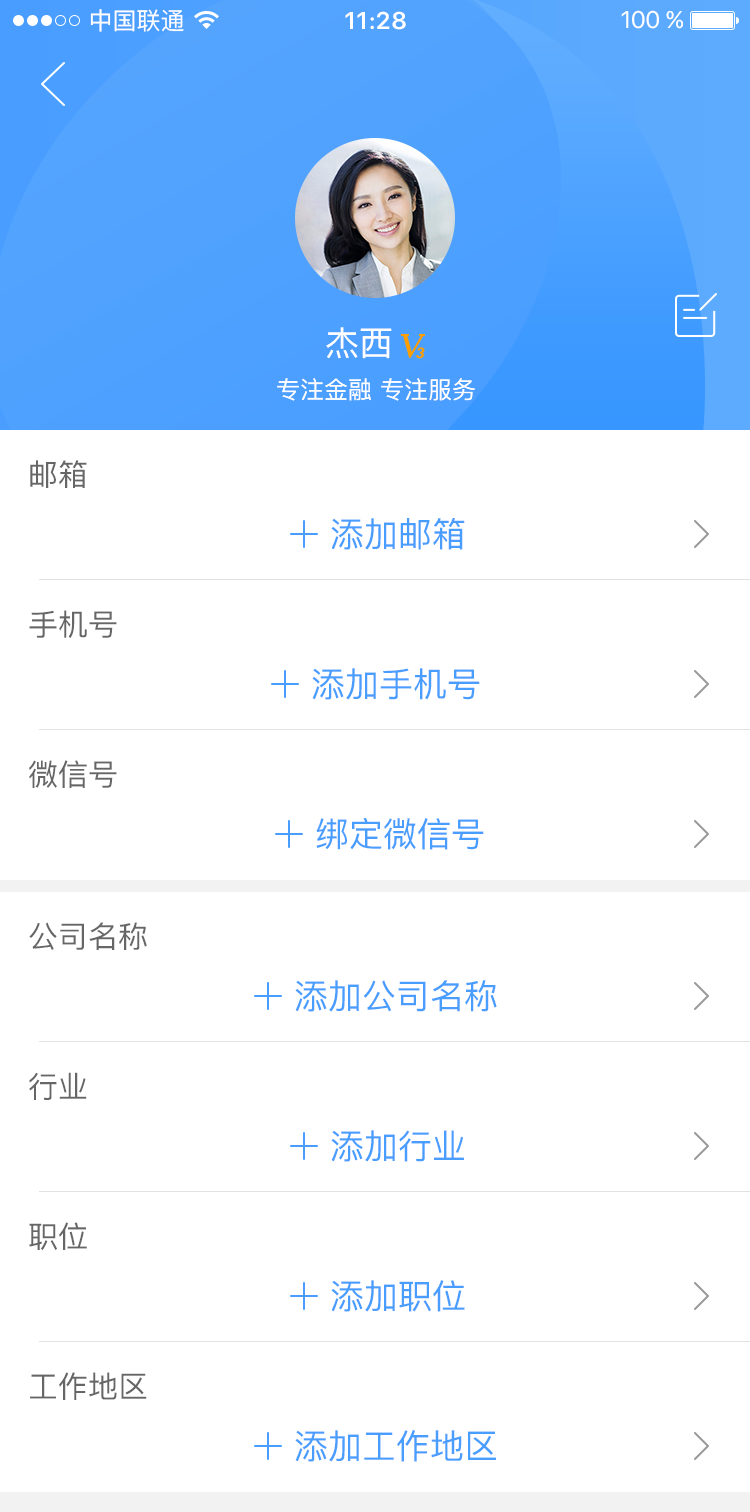 中国联通 11:28 100 %
杰西 V3
专注金融 专注服务
邮箱
添加邮箱
手机号
添加手机号
微信号
绑定微信号
公司名称
添加公司名称
行业
添加行业
职位
添加职位
工作地区
添加工作地区